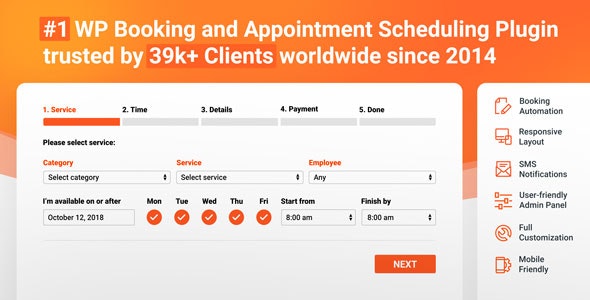 #1 WP Booking and Appointment Scheduling Plugin
trusted by 39k+ Clients worldwide since 2014
1. Service 2. Time 3. Details 4. Payment 5. Done
Please select service:
Category Service Employee
Select category Select service Any
I'm available on or after Mon Tue Wed Thu Fri Start from Finish by
October 12, 2018 8:00 am 8:00 am
NEXT
Booking
Automation
Responsive
Layout
SMS
Notifications
User-friendly
Admin Panel
Full
Customization
Mobile
Friendly